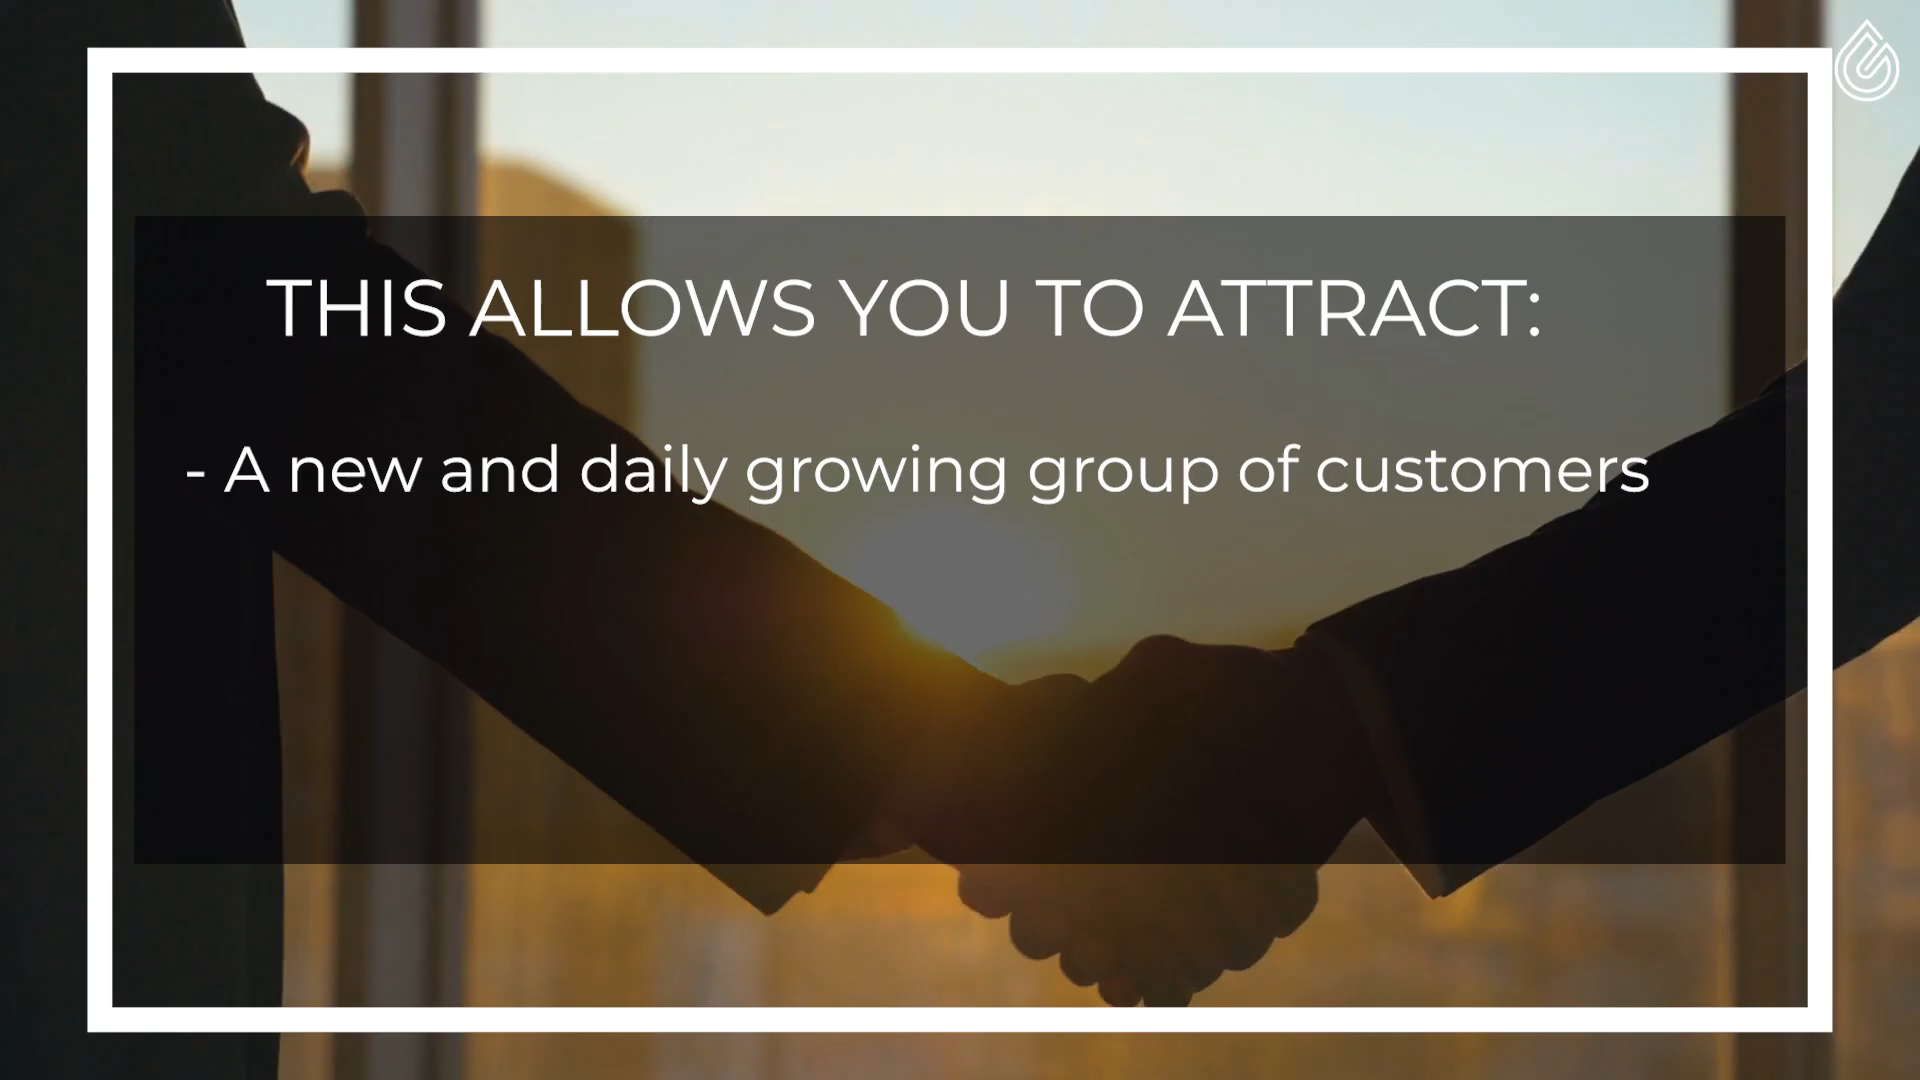 THIS ALLOWS YOU TO ATTRACT:
- A new and daily growing group of customers